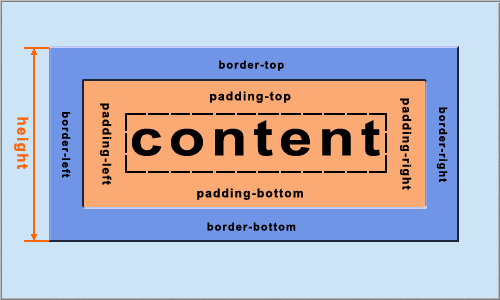 border-top
padding-top
height
border-left
padding-left
content
padding-right
border-right
padding-bottom
border-bottom